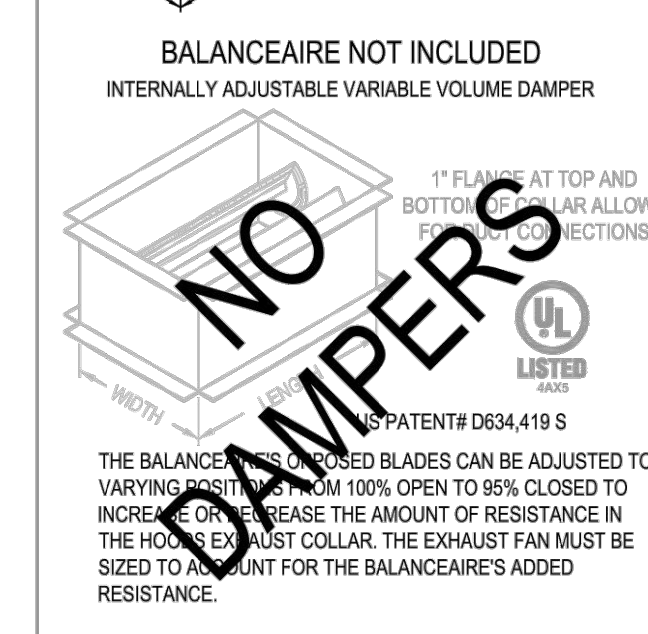 BALANCEAIRE NOT INCLUDED
INTERNALLY ADJUSTABLE VARIABLE VOLUME DAMPER
1" FLANGE AT TOP AND
BOTTOM OF COLLAR ALLOW
FOR DUCT CONNECTIONS
NO
DAMPERS
UL
LISTED
4AX5
WIDTH
LENGTH
US PATENT# D634,419 S
THE BALANCEAIRE'S OPPOSED BLADES CAN BE ADJUSTED TO
VARYING POSITIONS FROM 100% OPEN TO 95% CLOSED TO
INCREASE OR DECREASE THE AMOUNT OF RESISTANCE IN
THE HOODS EXHAUST COLLAR. THE EXHAUST FAN MUST BE
SIZED TO ACCOUNT FOR THE BALANCEAIRE'S ADDED
RESISTANCE.